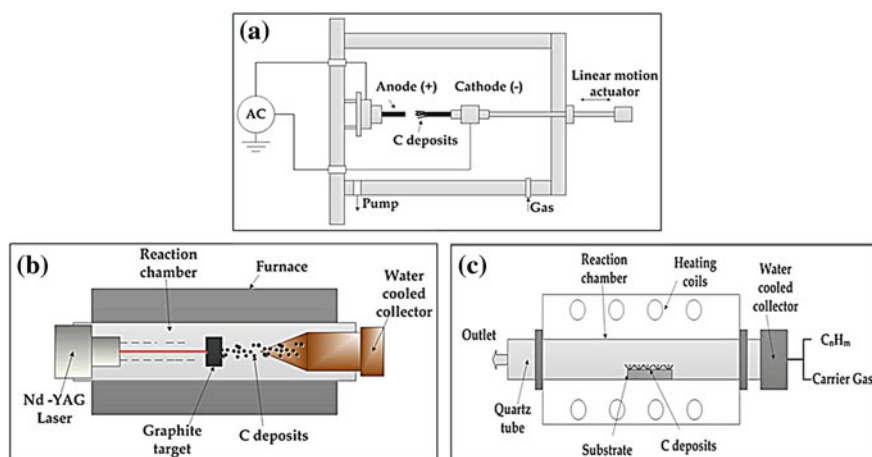 (a)
Anode (+)
Cathode (-)
Linear motion
actuator
AC
C deposits
Pump
Gas
(b)
Reaction
chamber
Furnace
Water
cooled
collector
Nd -YAG
Laser
Graphite
target
C deposits
(c)
Reaction
chamber
Heating
coils
Water
cooled
collector
Outlet
CnHm
Carrier Gas
Quartz
tube
Substrate
C deposits